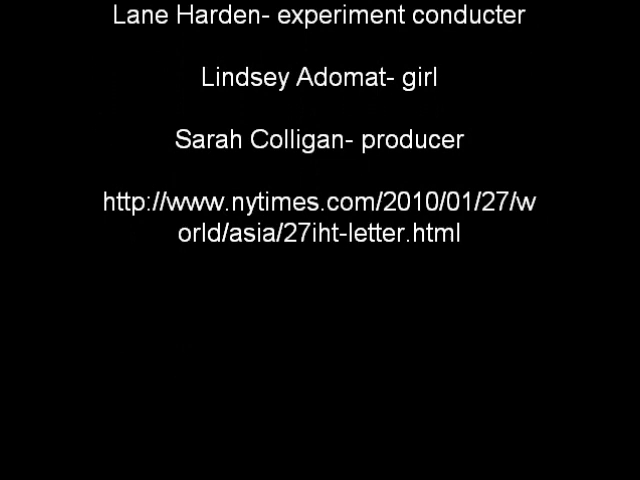 Lane Harden- experiment conducter
Lindsey Adomat- girl
Sarah Colligan- producer
http://www.nytimes.com/2010/01/27/w
orld/asia/27iht-letter.html